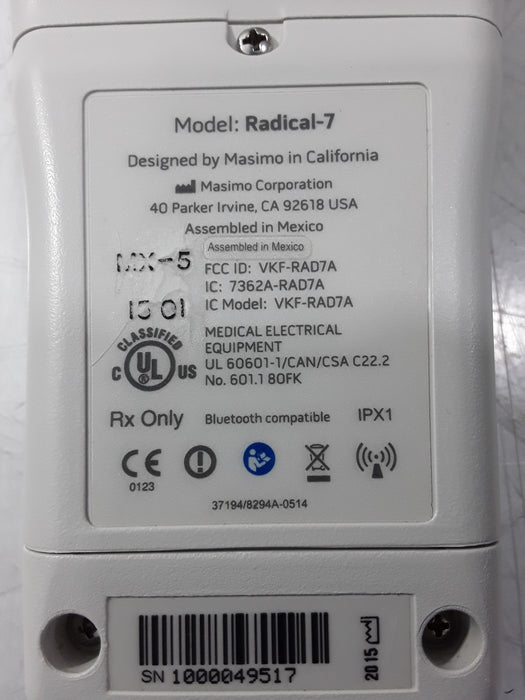 Model: Radical-7
Designed by Masimo in California
Masimo Corporation
40 Parker Irvine, CA 92618 USA
Assembled in Mexico
Assembled in Mexico
MX-5
FCC ID: VKF-RAD7A
IC: 7362A-RAD7A
1501
IC Model: VKF-RAD7A
CLASSIFIED
C UL US
MEDICAL ELECTRICAL
EQUIPMENT
UL 60601-1/CAN/CSA C22.2
No. 601.1 80FK
Rx Only
Bluetooth compatible
IPX1
CE
0123
37194/8294A-0514
SN 1000049517
2015